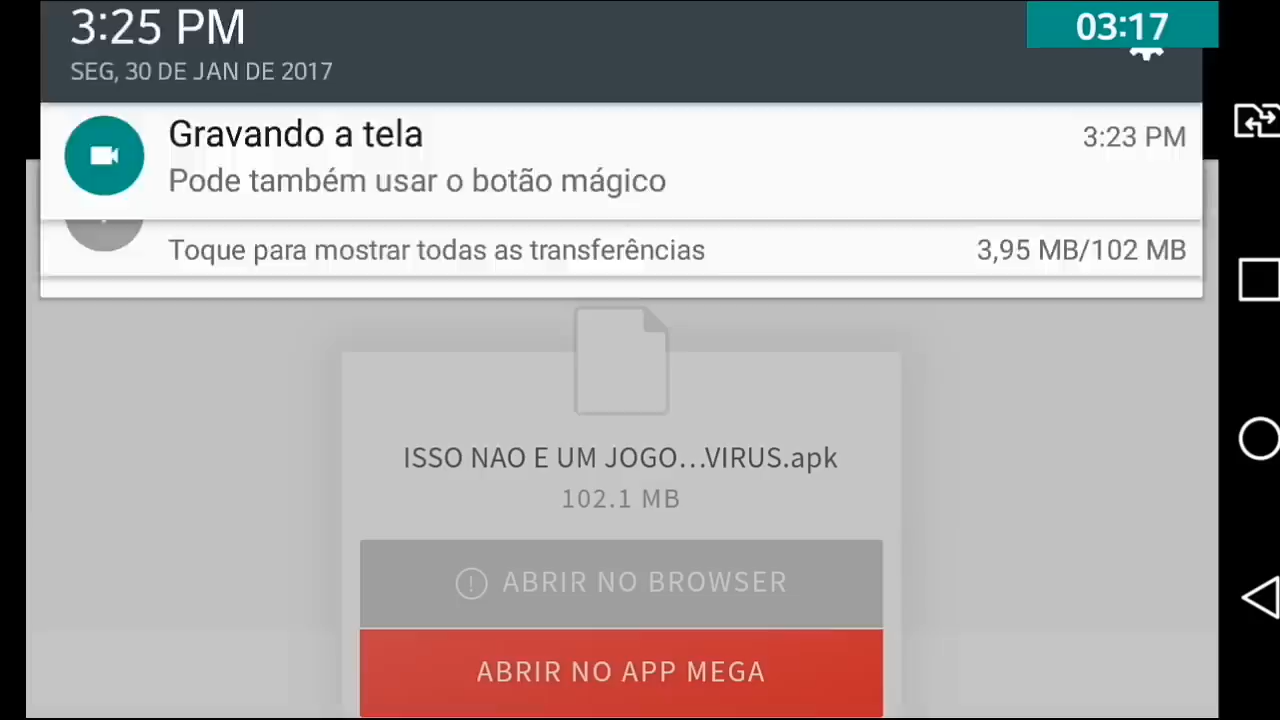 3:25 PM
03:17
SEG, 30 DE JAN DE 2017
Gravando a tela
3:23 PM
Pode também usar o botão mágico
Toque para mostrar todas as transferências
3,95 MB/102 MB
ISSO NAO E UM JOGO...VIRUS.apk
102.1 MB
ABRIR NO BROWSER
ABRIR NO APP MEGA